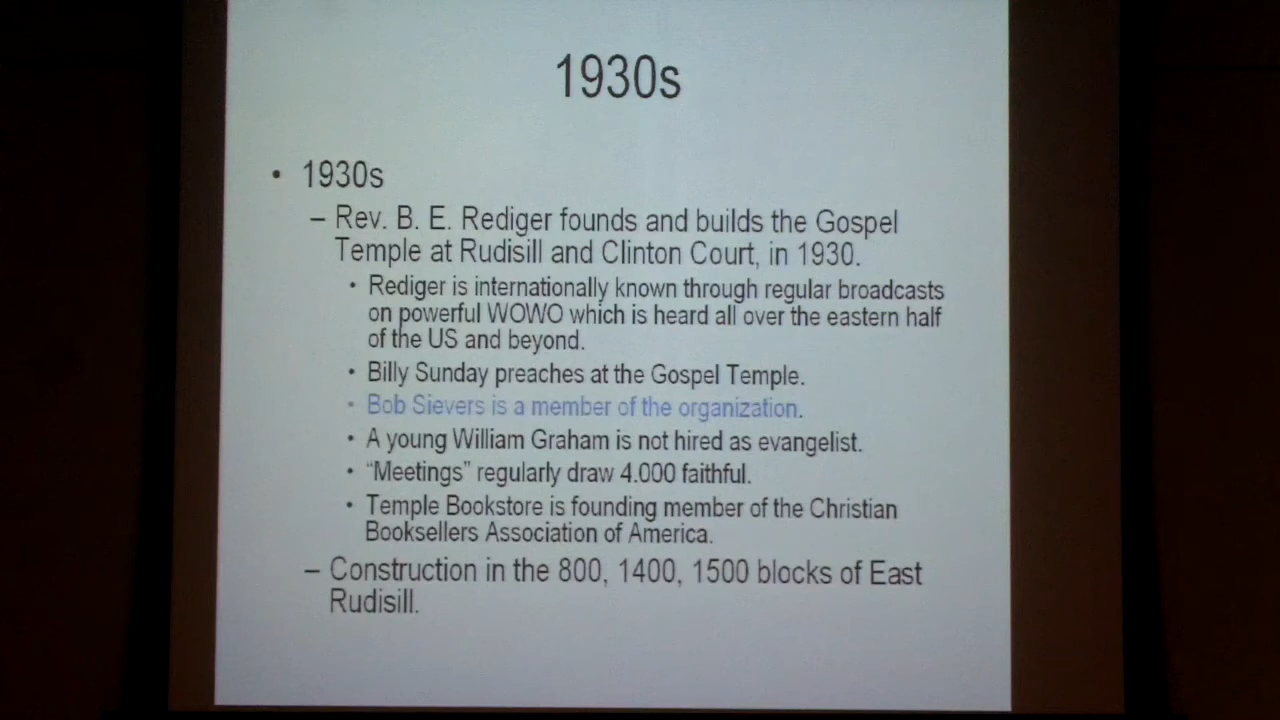 1930s
• 1930s
– Rev. B. E. Rediger founds and builds the Gospel
Temple at Rudisill and Clinton Court, in 1930.
• Rediger is internationally known through regular broadcasts
on powerful WOWO which is heard all over the eastern half
of the US and beyond.
• Billy Sunday preaches at the Gospel Temple.
• Bob Sievers is a member of the organization.
• A young William Graham is not hired as evangelist.
• “Meetings” regularly draw 4.000 faithful.
• Temple Bookstore is founding member of the Christian
Booksellers Association of America.
– Construction in the 800, 1400, 1500 blocks of East
Rudisill.